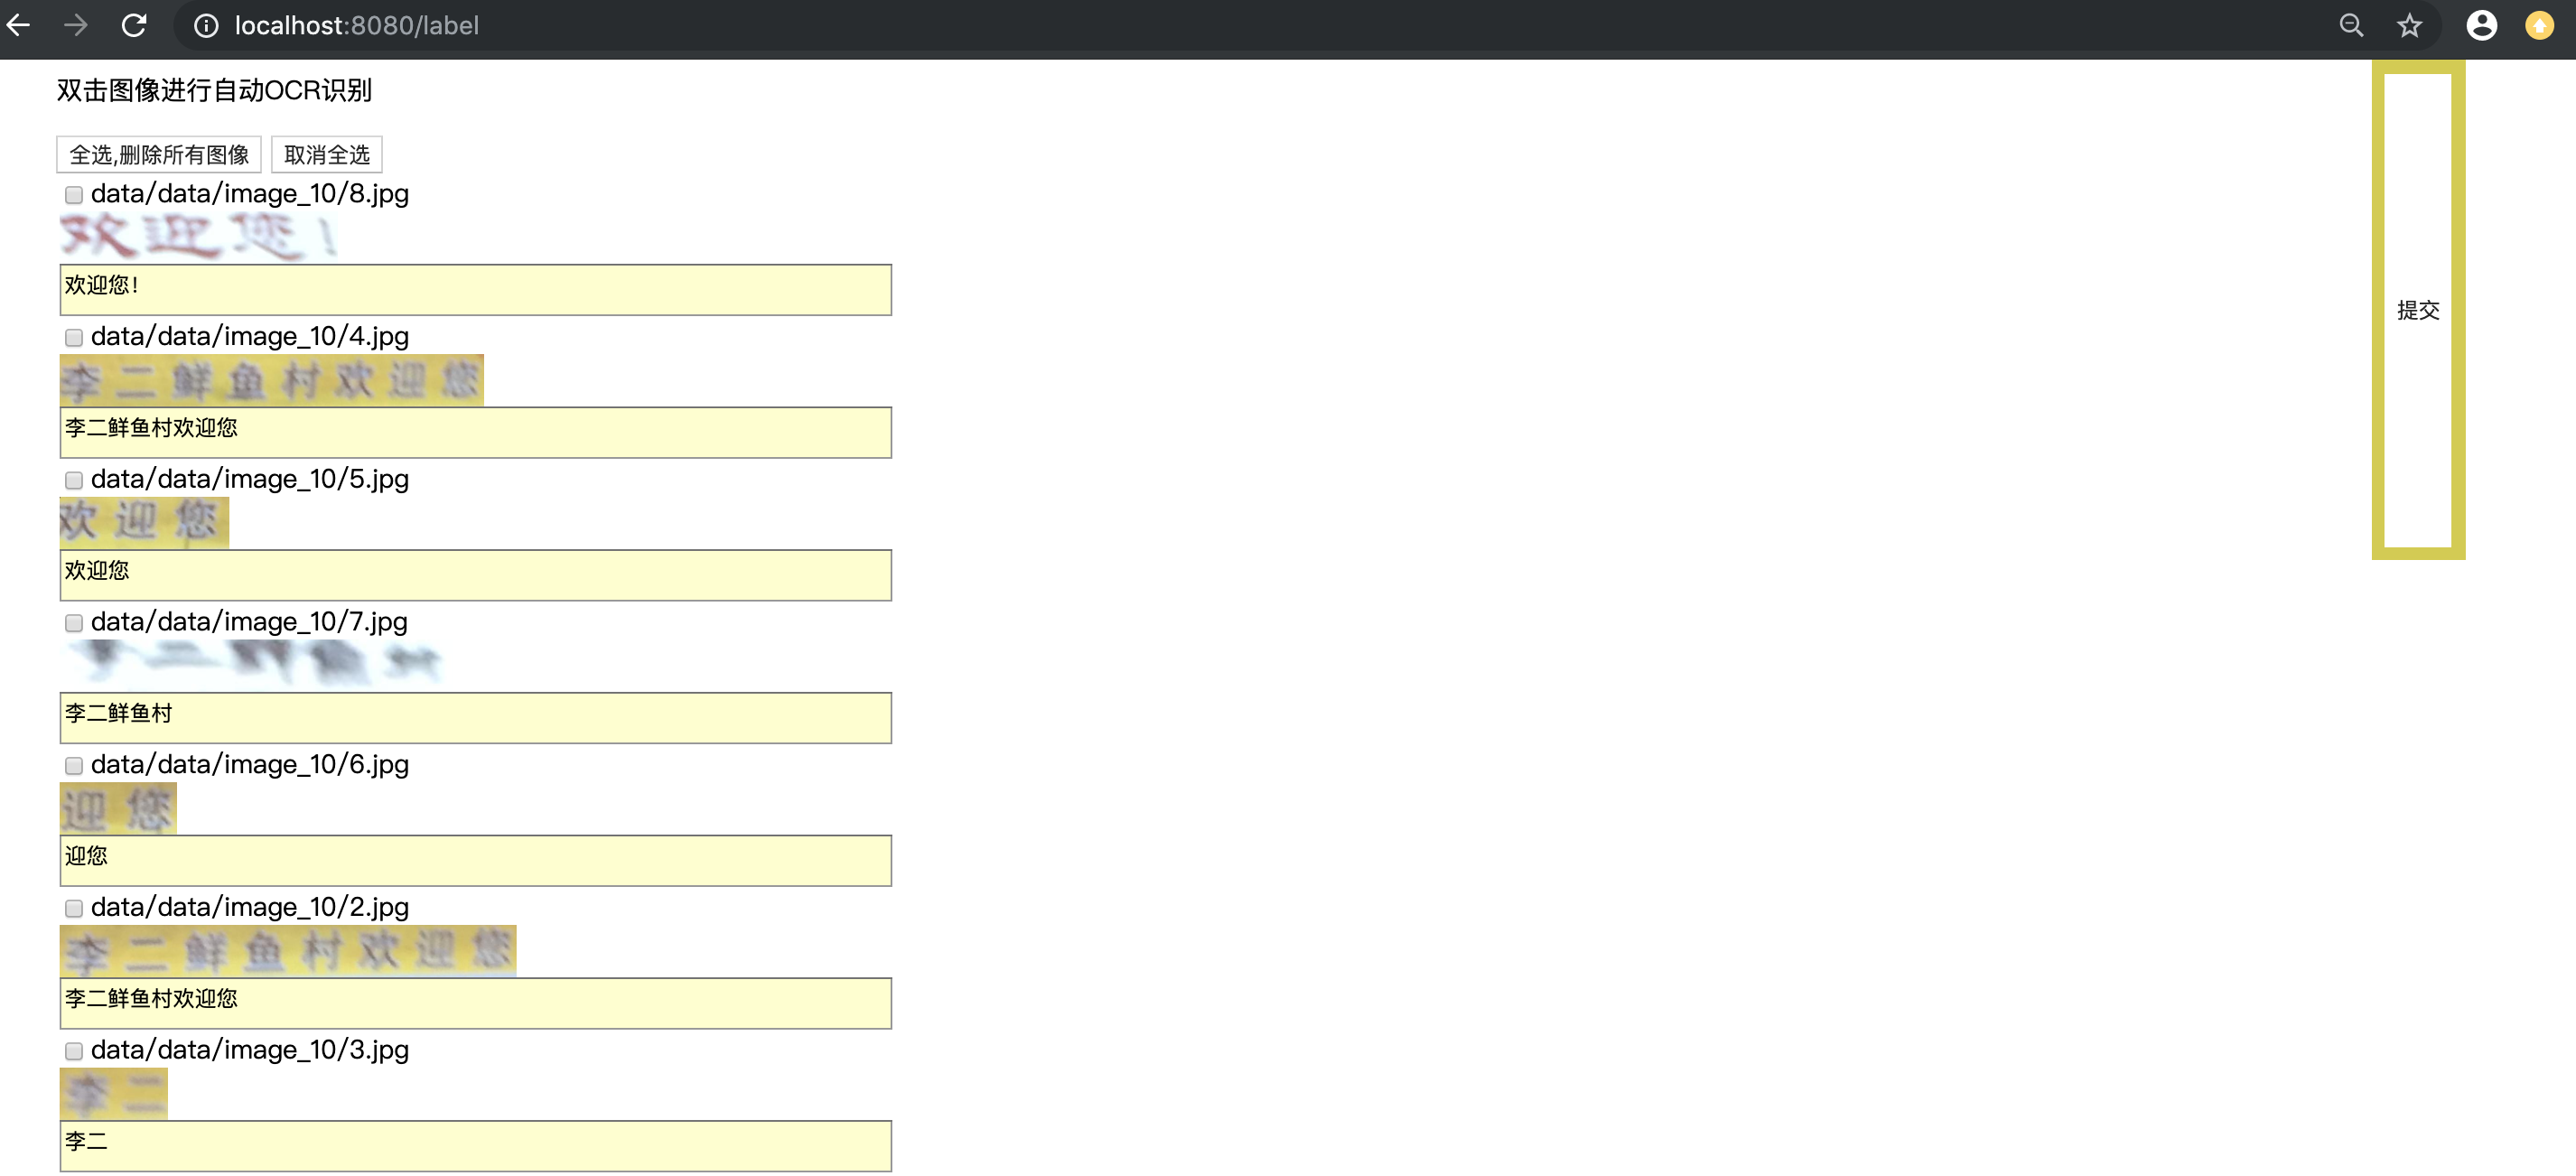 localhost:8080/label
双击图像进行自动OCR识别
全选,删除所有图像 取消全选
data/data/image_10/8.jpg
欢迎您!
欢迎您!
data/data/image_10/4.jpg
李二鲜鱼村欢迎您
李二鲜鱼村欢迎您
data/data/image_10/5.jpg
欢迎您
欢迎您
data/data/image_10/7.jpg
李二鲜鱼村
data/data/image_10/6.jpg
迎您
迎您
data/data/image_10/2.jpg
李二鲜鱼村欢迎您
李二鲜鱼村欢迎您
data/data/image_10/3.jpg
李二
李二
提交